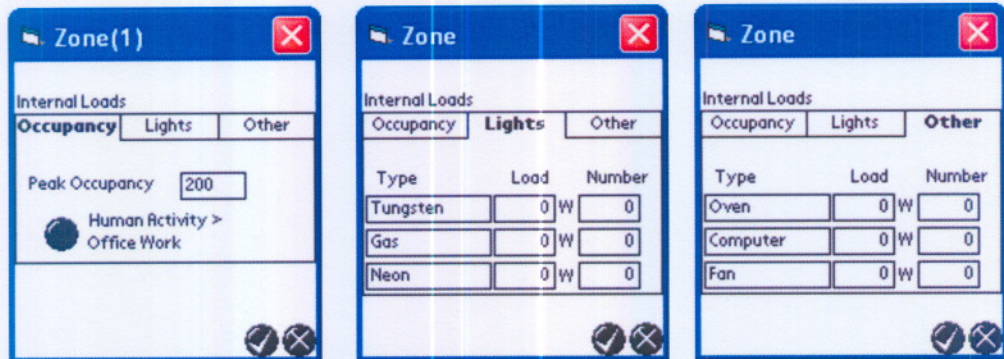 Zone(1)
Internal Loads
Occupancy Lights Other
Peak Occupancy 200
Human Activity >
Office Work
Zone
Internal Loads
Occupancy Lights Other
Type Load Number
Tungsten 0 W 0
Gas 0 W 0
Neon 0 W 0
Zone
Internal Loads
Occupancy Lights Other
Type Load Number
Oven 0 W 0
Computer 0 W 0
Fan 0 W 0